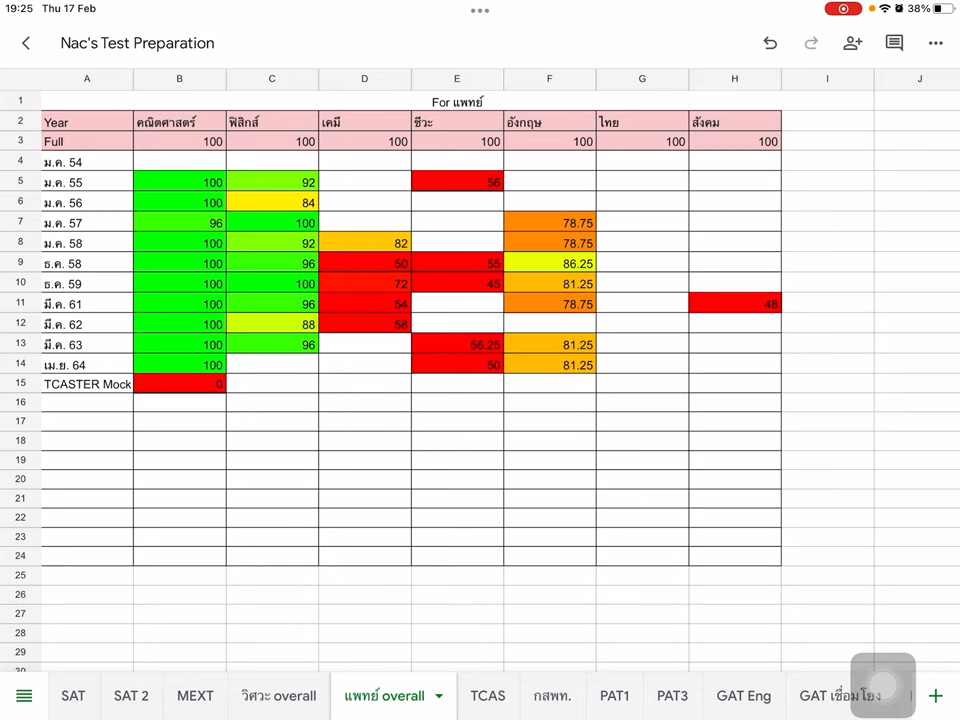 19:25 Thu 17 Feb 38%
Nac's Test Preparation
A B C D E F G H I J
1 For แพทย์
2 Year คณิตศาสตร์ ฟิสิกส์ เคมี ชีวะ อังกฤษ ไทย สังคม
3 Full 100 100 100 100 100 100 100
4 ม.ค. 54
5 ม.ค. 55 100 92 56
6 ม.ค. 56 100 84
7 ม.ค. 57 96 100 78.75
8 ม.ค. 58 100 92 82 78.75
9 ธ.ค. 58 100 96 50 55 86.25
10 ธ.ค. 59 100 100 72 45 81.25
11 มี.ค. 61 100 96 54 78.75 48
12 มี.ค. 62 100 88 58
13 มี.ค. 63 100 96 56.25 81.25
14 เม.ย. 64 100 50 81.25
15 TCASTER Mock 0
16
17
18
19
20
21
22
23
24
25
26
27
28
29
30
SAT SAT 2 MEXT วิศวะ overall แพทย์ overall TCAS กสพท. PAT1 PAT3 GAT Eng GAT เชื่อมโยง